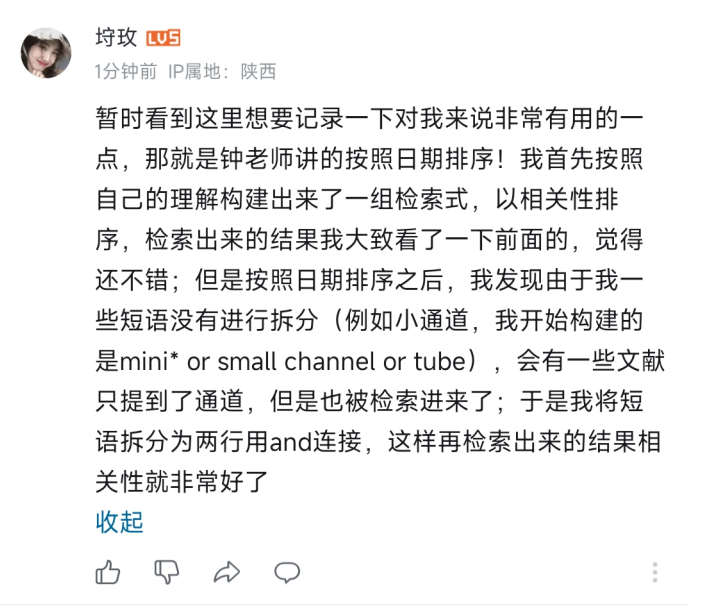 垨玫 LV5
1分钟前 IP属地：陕西
暂时看到这里想要记录一下对我来说非常有用的一
点，那就是钟老师讲的按照日期排序！我首先按照
自己的理解构建出来了一组检索式，以相关性排
序，检索出来的结果我大致看了一下前面的，觉得
还不错；但是按照日期排序之后，我发现由于我一
些短语没有进行拆分（例如小通道，我开始构建的
是mini* or small channel or tube），会有一些文献
只提到了通道，但是也被检索进来了；于是我将短
语拆分为两行用and连接，这样再检索出来的结果相
关性就非常好了
收起